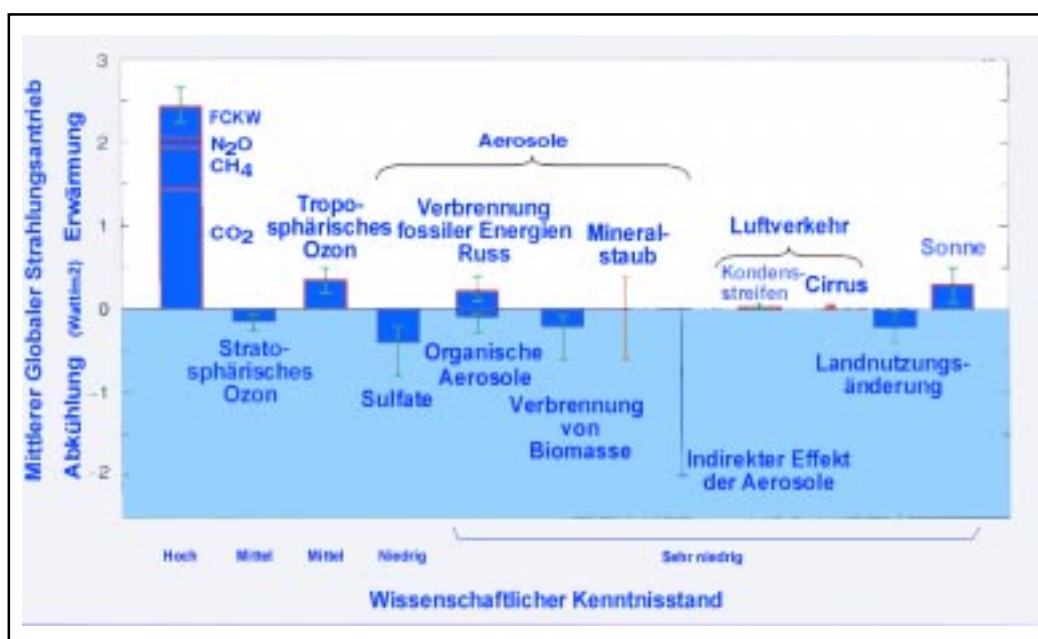 Mittlerer Globaler Strahlungsantrieb
Abkühlung (Watt/m2) Erwärmung
3
2
1
0
-1
-2
FCKW
N2O
CH4
CO2
Aerosole
Tropo-
sphärisches
Ozon
Verbrennung
fossiler Energien
Russ
Mineral-
staub
Luftverkehr
Kondens-
streifen
Cirrus
Sonne
Strato-
sphärisches
Ozon
Sulfate
Organische
Aerosole
Verbrennung
von
Biomasse
Indirekter Effekt
der Aerosole
Landnutzungs-
änderung
Hoch
Mittel
Mittel
Niedrig
Sehr niedrig
Wissenschaftlicher Kenntnisstand